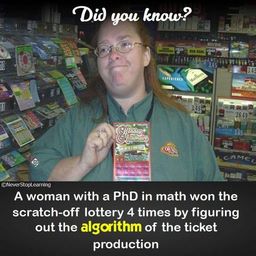 Did you know?
©NeverStopLearning
A woman with a PhD in math won the
scratch-off lottery 4 times by figuring
out the algorithm of the ticket
production